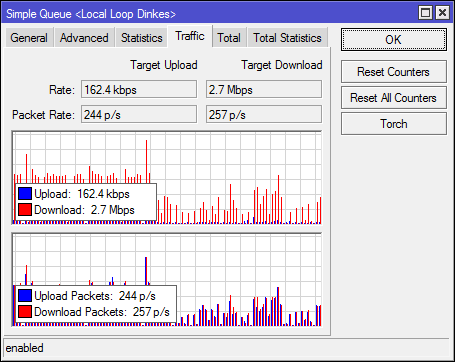 Simple Queue <Local Loop Dinkes>
General Advanced Statistics Traffic Total Total Statistics
Target Upload Target Download
Rate: 162.4 kbps 2.7 Mbps
Packet Rate: 244 p/s 257 p/s
Upload: 162.4 kbps
Download: 2.7 Mbps
Upload Packets: 244 p/s
Download Packets: 257 p/s
OK
Reset Counters
Reset All Counters
Torch
enabled